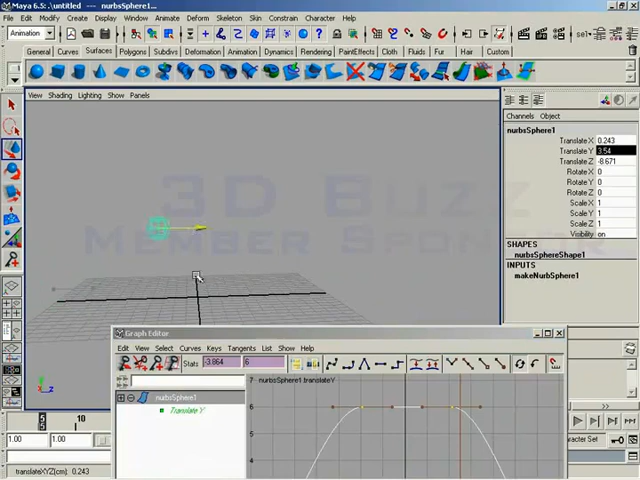 Maya 6.5: .\untitled --- nurbsSphere1...
File Edit Modify Create Display Window Animate Deform Skeleton Skin Constrain Character Help
Animation
sel
General Curves Surfaces Polygons Subdivs Deformation Animation Dynamics Rendering PaintEffects Cloth Fluids Fur Hair Custom
View Shading Lighting Show Panels
Channels Object
nurbsSphere1
Translate X 0.243
Translate Y 3.54
Translate Z -8.671
Rotate X 0
Rotate Y 0
Rotate Z 0
Scale X 1
Scale Y 1
Scale Z 1
Visibility on
SHAPES
nurbsSphereShape1
INPUTS
makeNurbSphere1
3D Buzz
Member Sponsor
Graph Editor
Edit View Select Curves Keys Tangents List Show Help
Stats -3.864 6
nurbsSphere1
Translate Y
nurbsSphere1.translateY
7
6
5
4
5 10
1.00 1.00
Character Set
translateXYZ(cm): 0.243